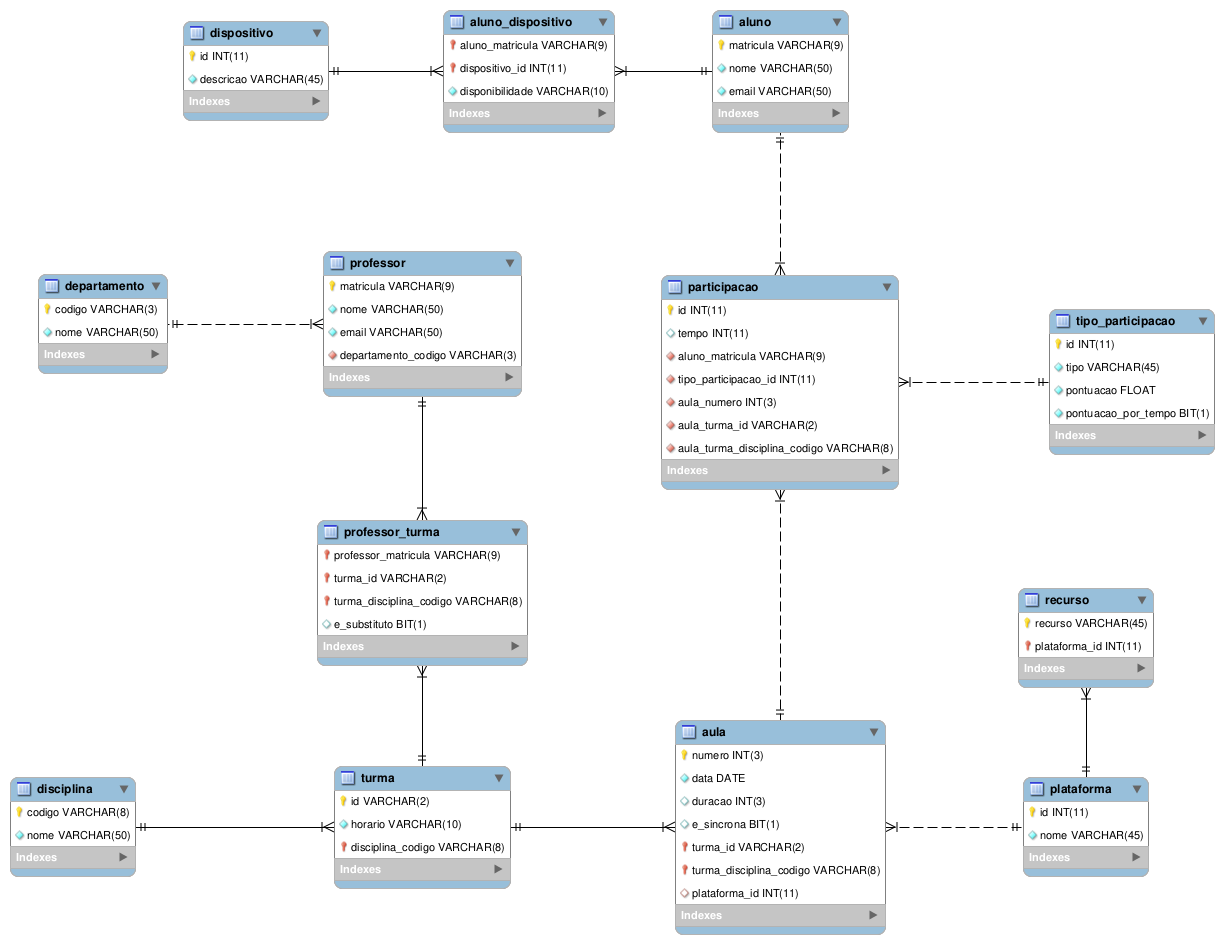 dispositivo
id INT(11)
descricao VARCHAR(45)
Indexes
aluno_dispositivo
aluno_matricula VARCHAR(9)
dispositivo_id INT(11)
disponibilidade VARCHAR(10)
Indexes
aluno
matricula VARCHAR(9)
nome VARCHAR(50)
email VARCHAR(50)
Indexes
departamento
codigo VARCHAR(3)
nome VARCHAR(50)
Indexes
professor
matricula VARCHAR(9)
nome VARCHAR(50)
email VARCHAR(50)
departamento_codigo VARCHAR(3)
Indexes
participacao
id INT(11)
tempo INT(11)
aluno_matricula VARCHAR(9)
tipo_participacao_id INT(11)
aula_numero INT(3)
aula_turma_id VARCHAR(2)
aula_turma_disciplina_codigo VARCHAR(8)
Indexes
tipo_participacao
id INT(11)
tipo VARCHAR(45)
pontuacao FLOAT
pontuacao_por_tempo BIT(1)
Indexes
professor_turma
professor_matricula VARCHAR(9)
turma_id VARCHAR(2)
turma_disciplina_codigo VARCHAR(8)
e_substituto BIT(1)
Indexes
recurso
recurso VARCHAR(45)
plataforma_id INT(11)
Indexes
disciplina
codigo VARCHAR(8)
nome VARCHAR(50)
Indexes
turma
id VARCHAR(2)
horario VARCHAR(10)
disciplina_codigo VARCHAR(8)
Indexes
aula
numero INT(3)
data DATE
duracao INT(3)
e_sincrona BIT(1)
turma_id VARCHAR(2)
turma_disciplina_codigo VARCHAR(8)
plataforma_id INT(11)
Indexes
plataforma
id INT(11)
nome VARCHAR(45)
Indexes